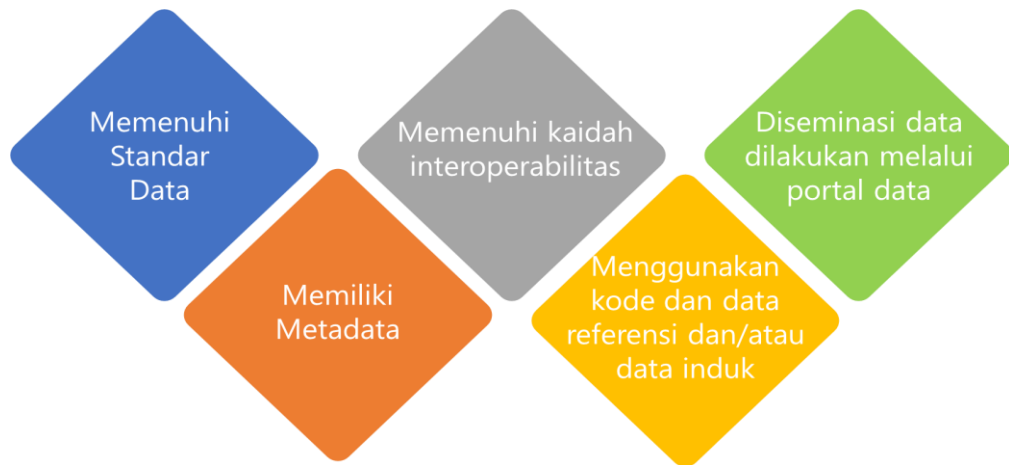 Memenuhi
Standar
Data
Memiliki
Metadata
Memenuhi kaidah
interoperabilitas
Menggunakan
kode dan data
referensi dan/atau
data induk
Diseminasi data
dilakukan melalui
portal data